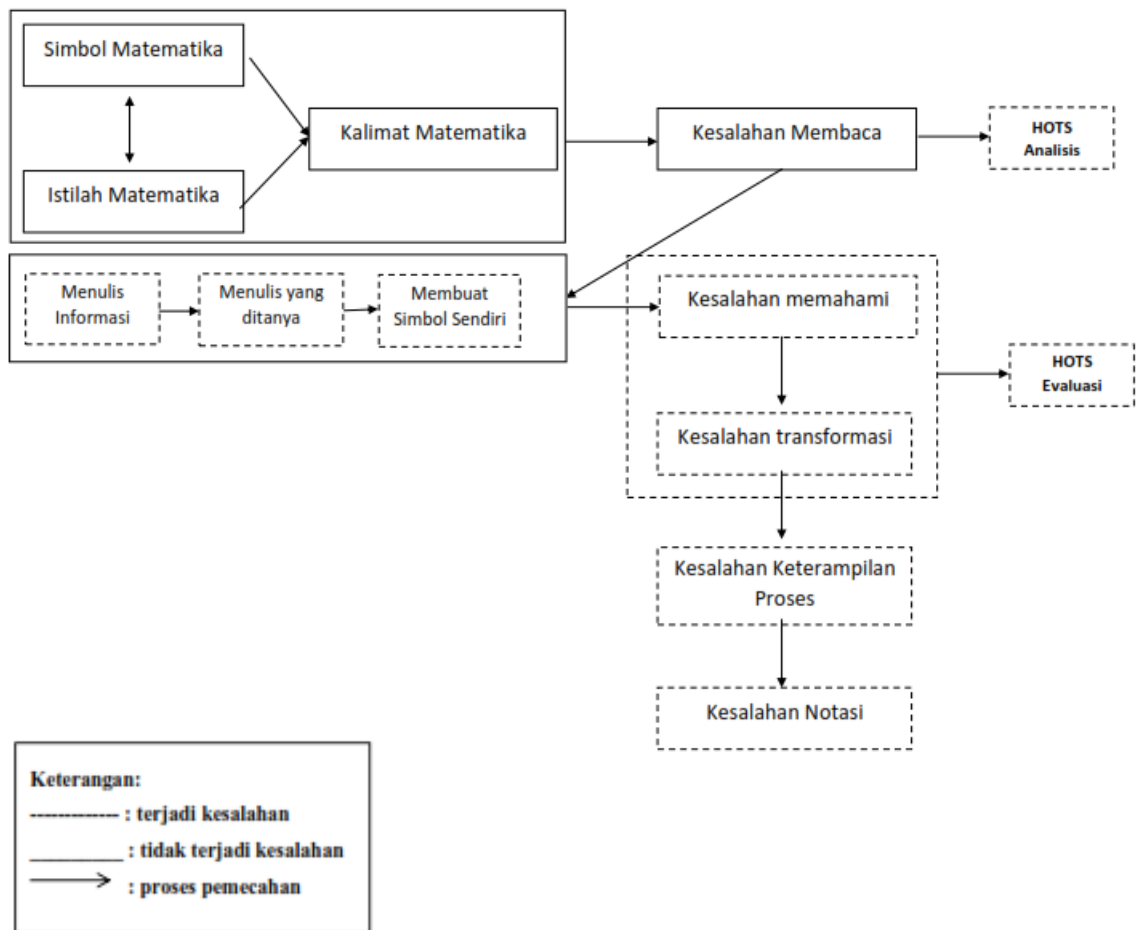 Simbol Matematika
Istilah Matematika
Kalimat Matematika
Kesalahan Membaca
HOTS
Analisis
Menulis
Informasi
Menulis yang
ditanya
Membuat
Simbol Sendiri
Kesalahan memahami
Kesalahan transformasi
HOTS
Evaluasi
Kesalahan Keterampilan
Proses
Kesalahan Notasi
Keterangan:
------------- : terjadi kesalahan
__________ : tidak terjadi kesalahan
: proses pemecahan